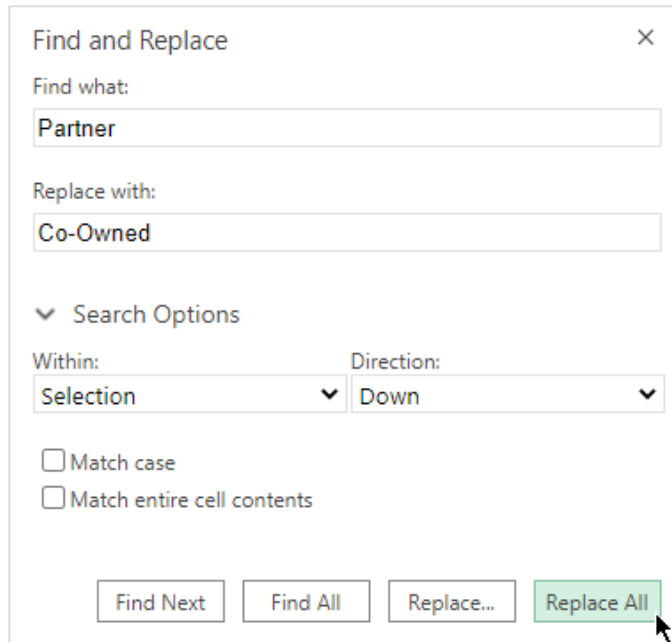 Find and Replace
Find what:
Partner
Replace with:
Co-Owned
Search Options
Within: Direction:
Selection Down
Match case
Match entire cell contents
Find Next Find All Replace... Replace All